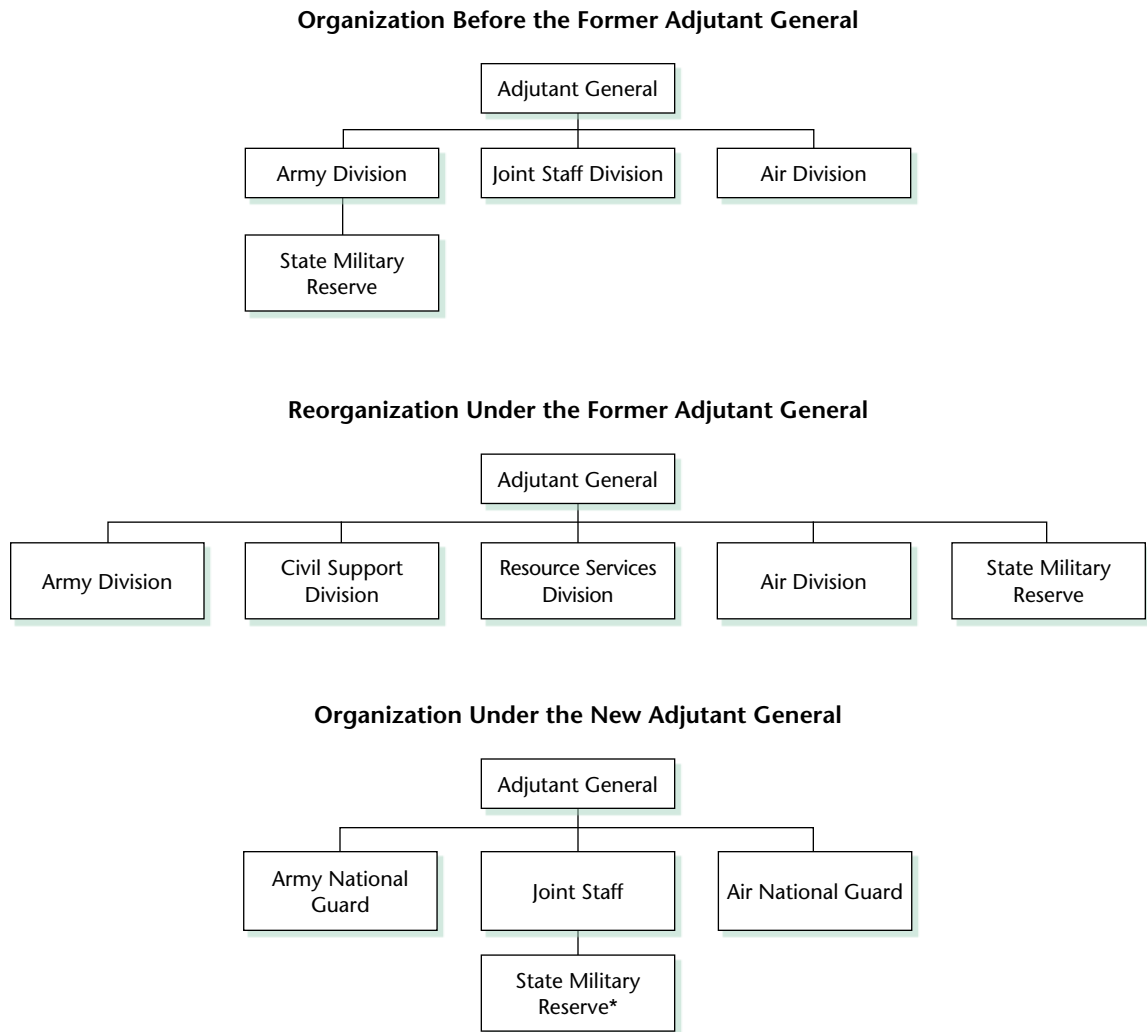 Organization Before the Former Adjutant General
Adjutant General
Army Division
Joint Staff Division
Air Division
State Military
Reserve
Reorganization Under the Former Adjutant General
Adjutant General
Army Division
Civil Support
Division
Resource Services
Division
Air Division
State Military
Reserve
Organization Under the New Adjutant General
Adjutant General
Army National
Guard
Joint Staff
Air National Guard
State Military
Reserve*